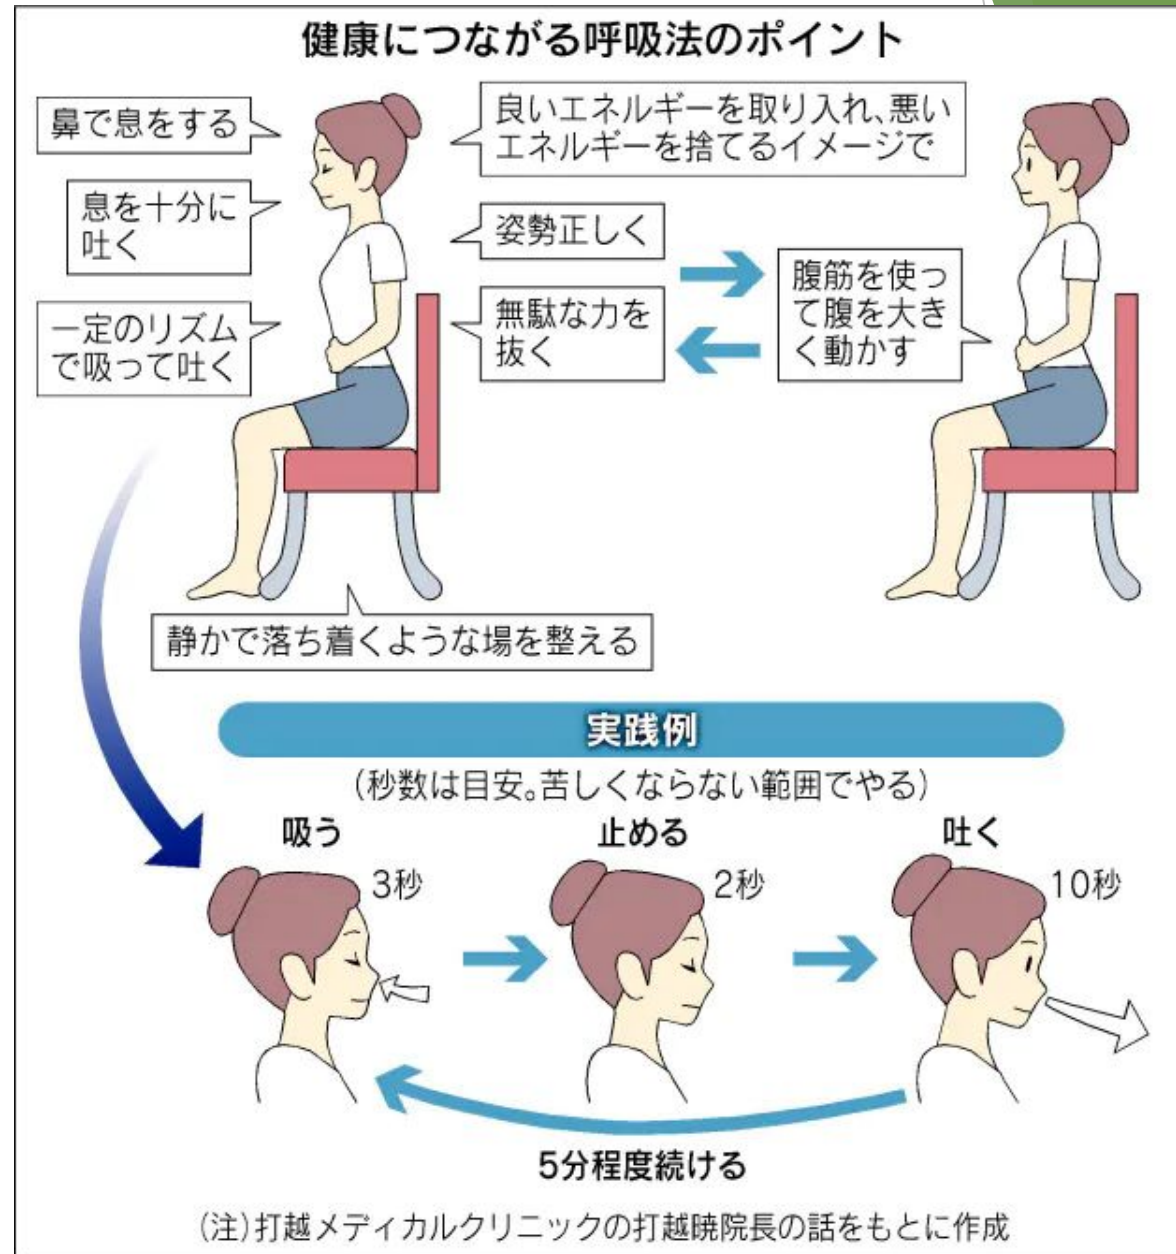 健康につながる呼吸法のポイント
鼻で息をする
良いエネルギーを取り入れ、悪い
エネルギーを捨てるイメージで
息を十分に
吐く
姿勢正しく
一定のリズム
で吸って吐く
無駄な力を
抜く
腹筋を使っ
て腹を大き
く動かす
静かで落ち着くような場を整える
実践例
(秒数は目安。苦しくならない範囲でやる)
吸う
3秒
止める
2秒
吐く
10秒
5分程度続ける
(注)打越メディカルクリニックの打越暁院長の話をもとに作成